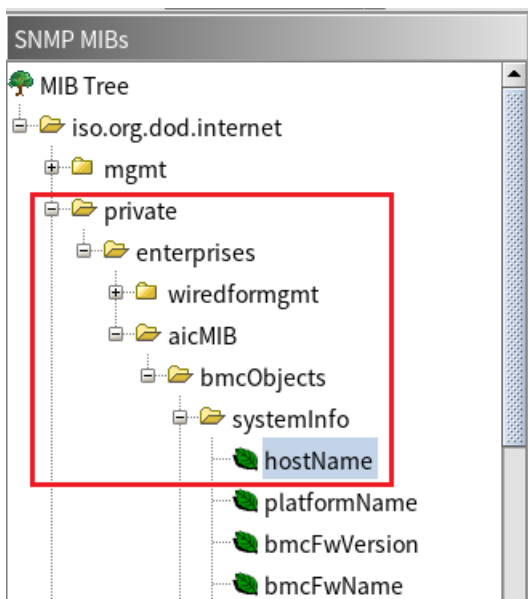 SNMP MIBs
MIB Tree
iso.org.dod.internet
mgmt
private
enterprises
wiredformgmt
aicMIB
bmcObjects
systemInfo
hostName
platformName
bmcFwVersion
bmcFwName